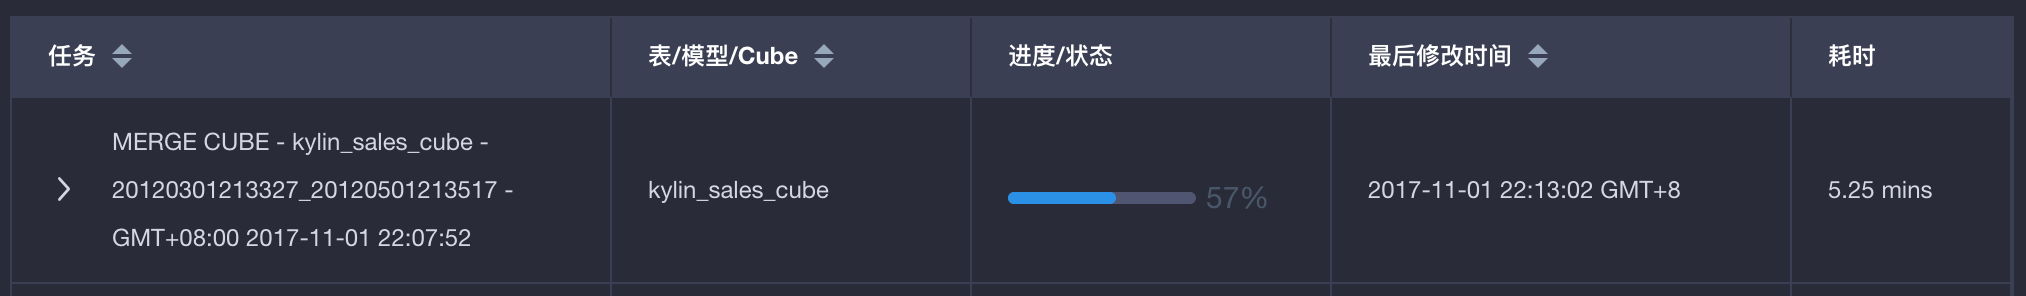 任务 表/模型/Cube 进度/状态 最后修改时间 耗时
MERGE CUBE - kylin_sales_cube -
20120301213327_20120501213517 -
GMT+08:00 2017-11-01 22:07:52
kylin_sales_cube
57%
2017-11-01 22:13:02 GMT+8
5.25 mins